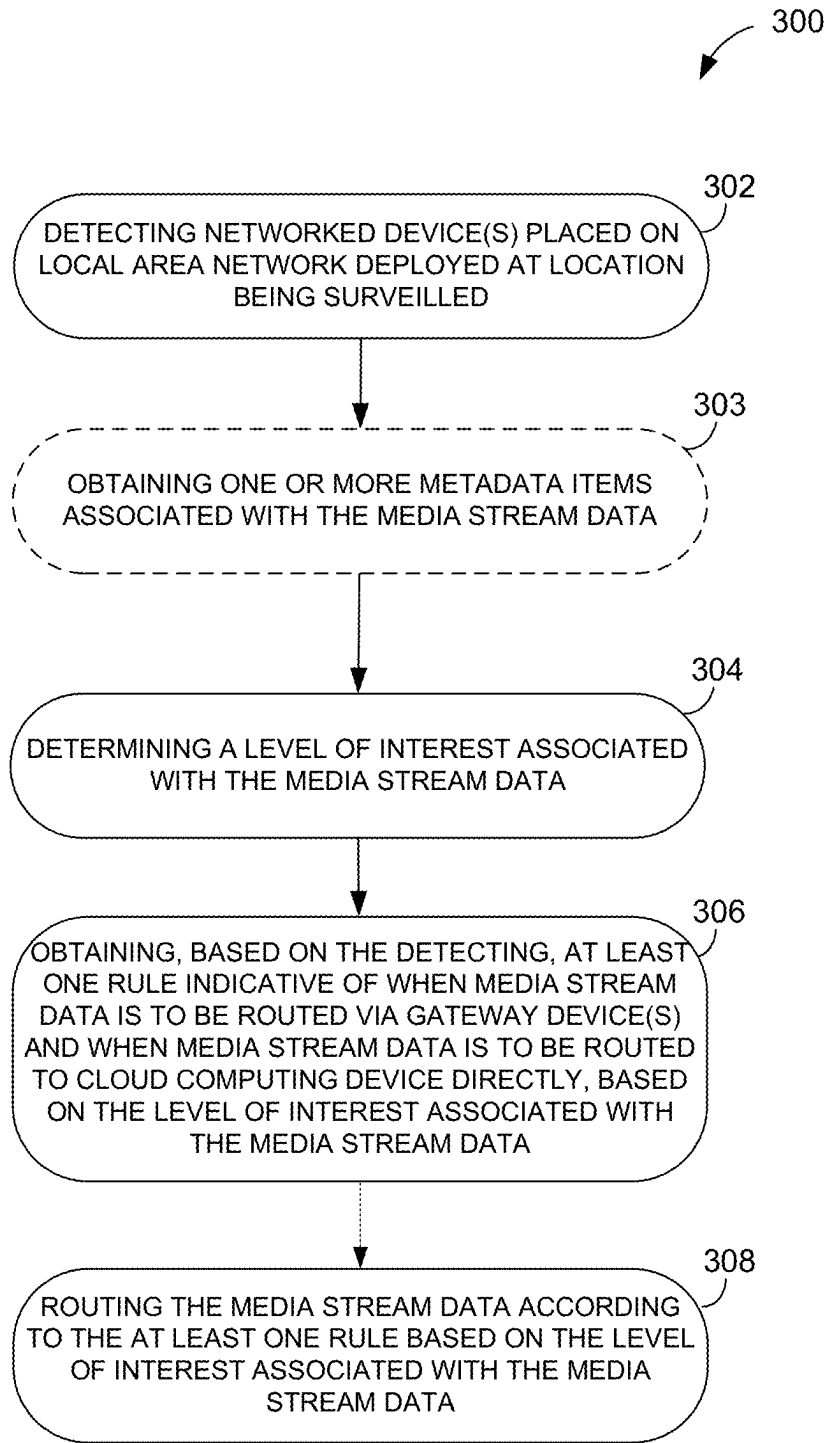 300
302
DETECTING NETWORKED DEVICE(S) PLACED ON
LOCAL AREA NETWORK DEPLOYED AT LOCATION
BEING SURVEILLED
303
OBTAINING ONE OR MORE METADATA ITEMS
ASSOCIATED WITH THE MEDIA STREAM DATA
304
DETERMINING A LEVEL OF INTEREST ASSOCIATED
WITH THE MEDIA STREAM DATA
306
OBTAINING, BASED ON THE DETECTING, AT LEAST
ONE RULE INDICATIVE OF WHEN MEDIA STREAM
DATA IS TO BE ROUTED VIA GATEWAY DEVICE(S)
AND WHEN MEDIA STREAM DATA IS TO BE ROUTED
TO CLOUD COMPUTING DEVICE DIRECTLY, BASED
ON THE LEVEL OF INTEREST ASSOCIATED WITH
THE MEDIA STREAM DATA
308
ROUTING THE MEDIA STREAM DATA ACCORDING
TO THE AT LEAST ONE RULE BASED ON THE LEVEL
OF INTEREST ASSOCIATED WITH THE MEDIA
STREAM DATA